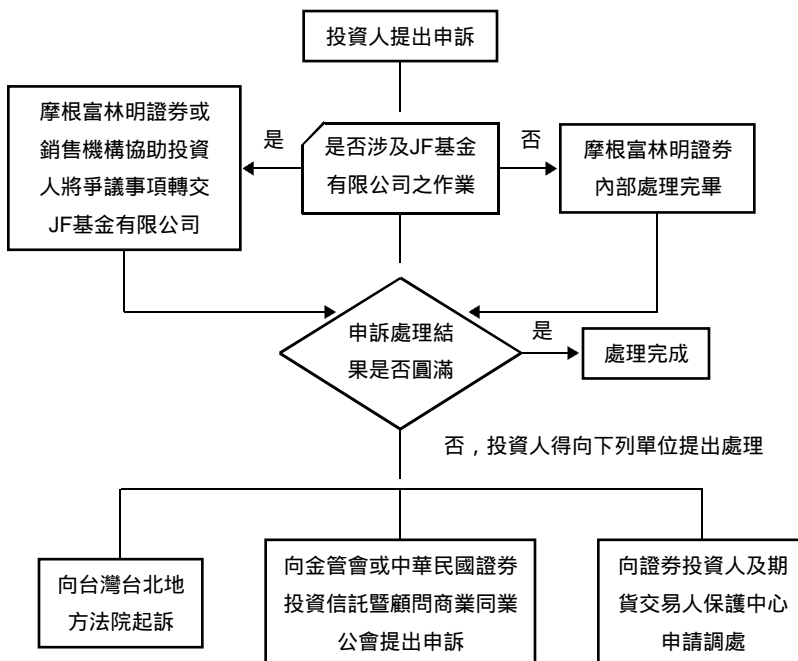 投資人提出申訴
摩根富林明證券或
銷售機構協助投資
人將爭議事項轉交
JF基金有限公司
是
是否涉及JF基金
有限公司之作業
否
摩根富林明證券
內部處理完畢
申訴處理結
果是否圓滿
是
處理完成
否，投資人得向下列單位提出處理
向台灣台北地
方法院起訴
向金管會或中華民國證券
投資信託暨顧問商業同業
公會提出申訴
向證券投資人及期
貨交易人保護中心
申請調處